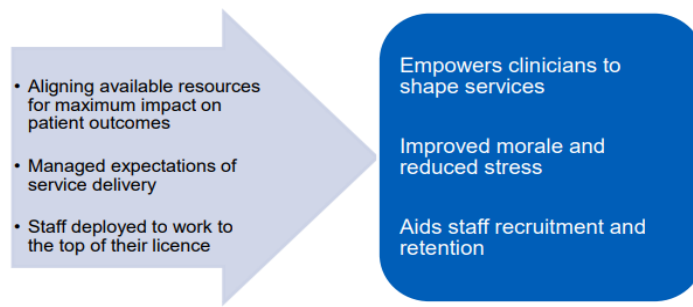 • Aligning available resources
for maximum impact on
patient outcomes
• Managed expectations of
service delivery
• Staff deployed to work to
the top of their licence
Empowers clinicians to
shape services
Improved morale and
reduced stress
Aids staff recruitment and
retention